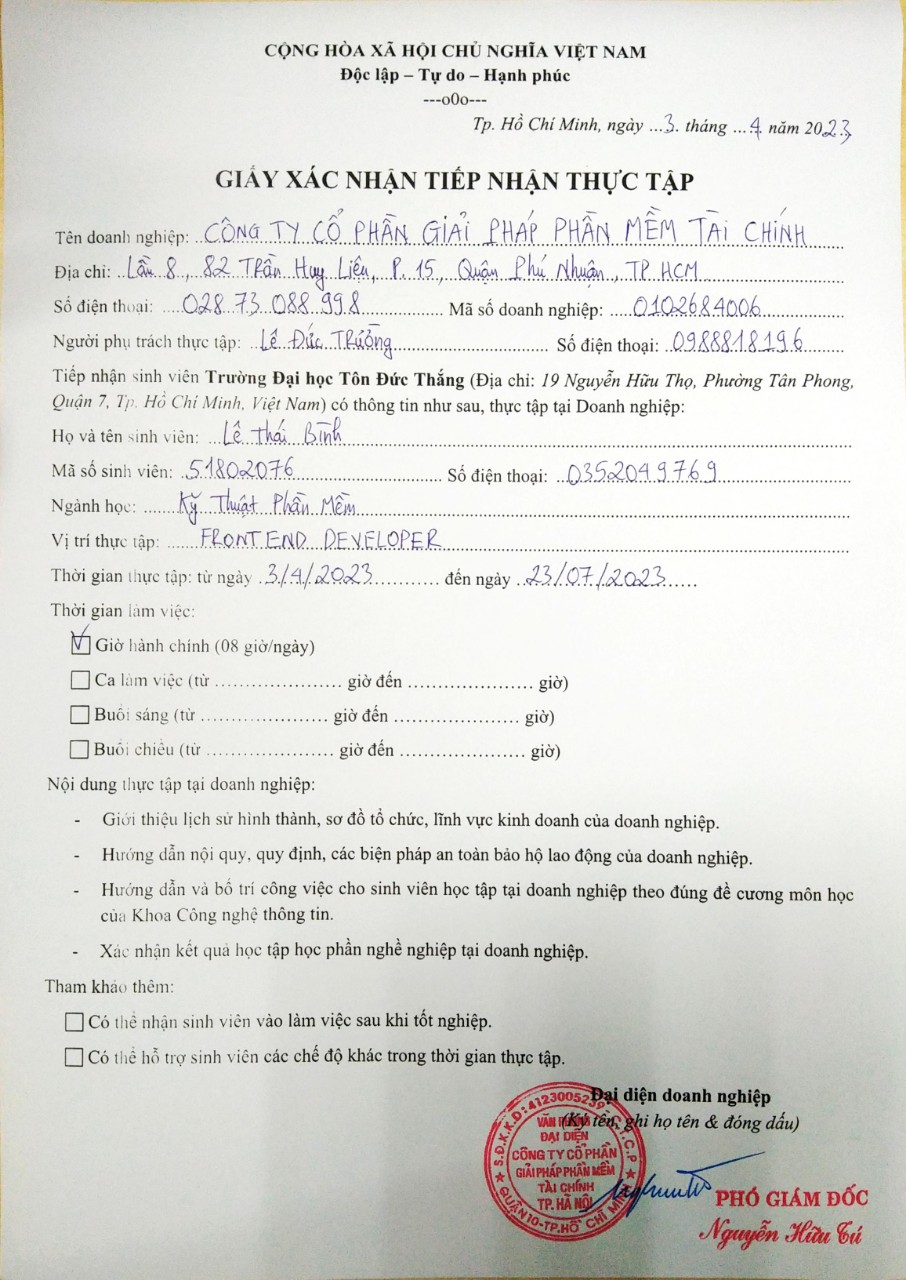 CỘNG HÒA XÃ HỘI CHỦ NGHĨA VIỆT NAM
Độc lập – Tự do – Hạnh phúc
---o0o---
Tp. Hồ Chí Minh, ngày ...3. tháng ...4 năm 2023
GIẤY XÁC NHẬN TIẾP NHẬN THỰC TẬP
Tên doanh nghiệp: CÔNG TY CỔ PHẦN GIẢI PHÁP PHẦN MỀM TÀI CHÍNH
Địa chỉ: Lầu 8, 82 Trần Huy Liệu, P. 15, Quận Phú Nhuận, TP HCM
Số điện thoại: 028 73 088 998 Mã số doanh nghiệp: 0102684006
Người phụ trách thực tập: Lê Đức Trường Số điện thoại: 0988818196
Tiếp nhận sinh viên Trường Đại học Tôn Đức Thắng (Địa chỉ: 19 Nguyễn Hữu Thọ, Phường Tân Phong,
Quận 7, Tp. Hồ Chí Minh, Việt Nam) có thông tin như sau, thực tập tại Doanh nghiệp:
Họ và tên sinh viên: Lê Thái Bình
Mã số sinh viên: 51802076 Số điện thoại: 0352049769
Ngành học: Kỹ Thuật Phần Mềm
Vị trí thực tập: FRONTEND DEVELOPER
Thời gian thực tập: từ ngày 3/4/2023 đến ngày 23/07/2023
Thời gian làm việc:
Giờ hành chính (08 giờ/ngày)
Ca làm việc (từ ..................... giờ đến ..................... giờ)
Buổi sáng (từ ..................... giờ đến ..................... giờ)
Buổi chiều (từ ..................... giờ đến ..................... giờ)
Nội dung thực tập tại doanh nghiệp:
- Giới thiệu lịch sử hình thành, sơ đồ tổ chức, lĩnh vực kinh doanh của doanh nghiệp.
- Hướng dẫn nội quy, quy định, các biện pháp an toàn bảo hộ lao động của doanh nghiệp.
- Hướng dẫn và bố trí công việc cho sinh viên học tập tại doanh nghiệp theo đúng đề cương môn học
của Khoa Công nghệ thông tin.
- Xác nhận kết quả học tập học phần nghề nghiệp tại doanh nghiệp.
Tham khảo thêm:
Có thể nhận sinh viên vào làm việc sau khi tốt nghiệp.
Có thể hỗ trợ sinh viên các chế độ khác trong thời gian thực tập.
Đại diện doanh nghiệp
(Ký tên, ghi họ tên & đóng dấu)
S.Đ.K.K.D: 4123005239 - C.T.C.P
VĂN PHÒNG
ĐẠI DIỆN
CÔNG TY CỔ PHẦN
GIẢI PHÁP PHẦN MỀM
TÀI CHÍNH
TP. HÀ NỘI
QUẬN 10 - TP. HỒ CHÍ MINH
PHÓ GIÁM ĐỐC
Nguyễn Hữu Tú